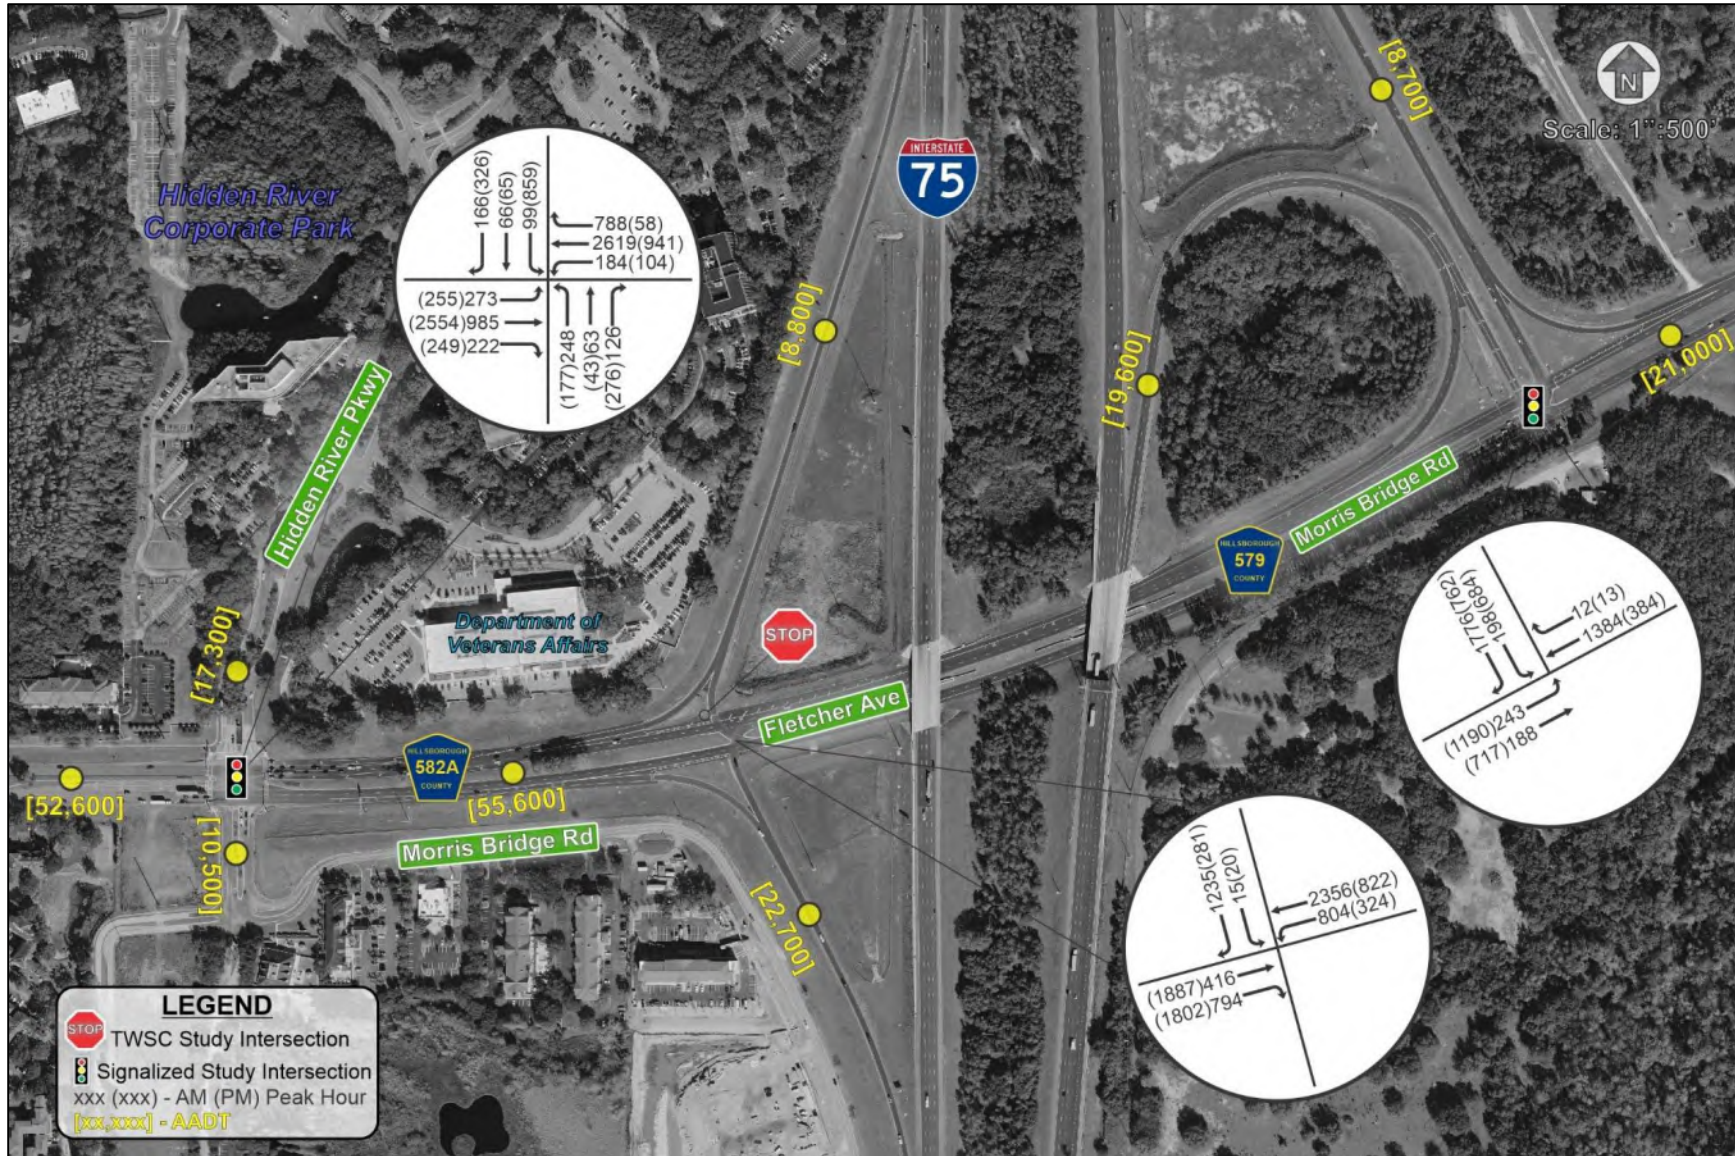 Hidden River
Corporate Park
166(326)
66(65)
99(859)
788(58)
2619(941)
184(104)
(255)273
(2554)985
(249)222
(177)248
(43)63
(276)126
INTERSTATE
75
[8,700]
N
Scale: 1":500'
[8,800]
[19,600]
[21,000]
Hidden River Pkwy
Morris Bridge Rd
HILLSBOROUGH
579
COUNTY
Department of
Veterans Affairs
STOP
1776(762)
198(684)
12(13)
1384(384)
(1190)243
(717)188
[17,300]
Fletcher Ave
HILLSBOROUGH
582A
COUNTY
[52,600]
[55,600]
[10,500]
Morris Bridge Rd
[22,700]
1235(281)
15(20)
2356(822)
804(324)
(1887)416
(1802)794
LEGEND
STOP
TWSC Study Intersection
Signalized Study Intersection
xxx (xxx) - AM (PM) Peak Hour
[xx,xxx] - AADT